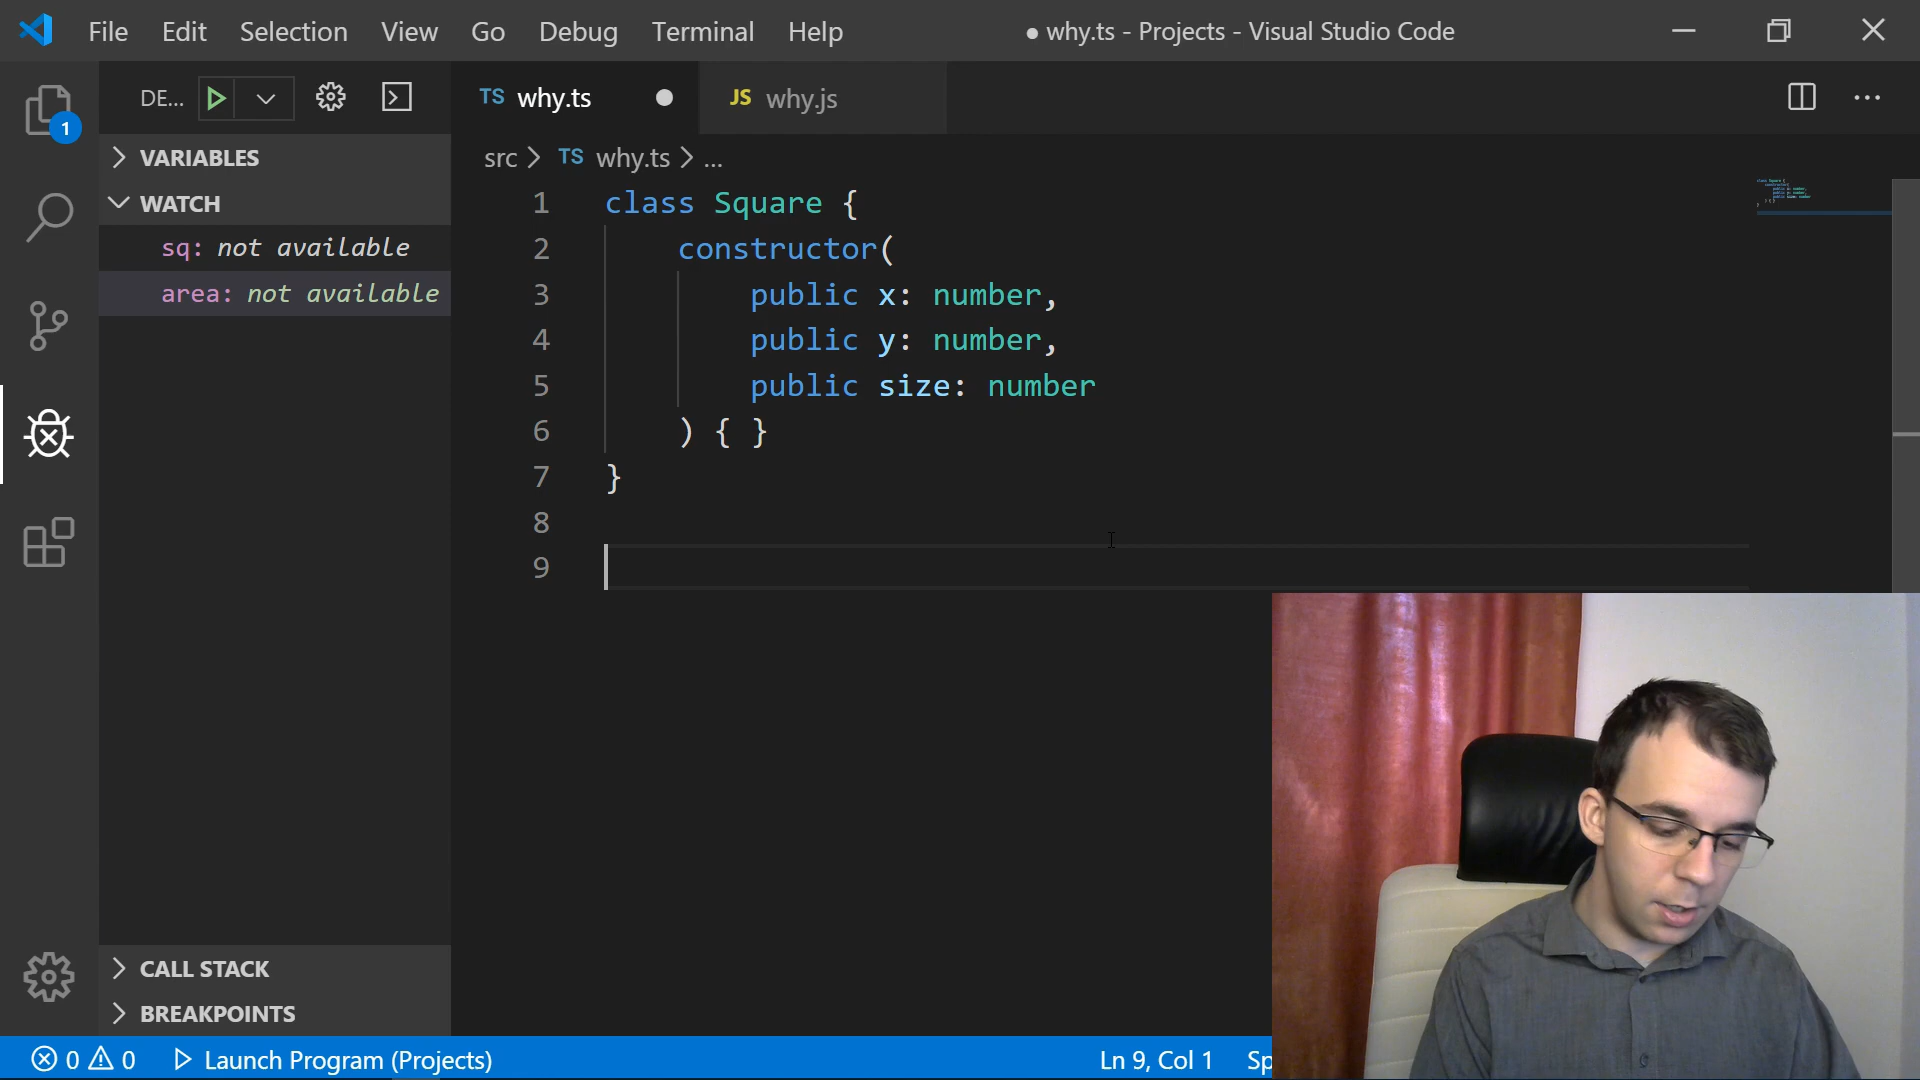 File Edit Selection View Go Debug Terminal Help ● why.ts - Projects - Visual Studio Code
DE... TS why.ts ● JS why.js ...
1
VARIABLES
src > TS why.ts > ...
WATCH
sq: not available
area: not available
1 class Square {
2 constructor(
3 public x: number,
4 public y: number,
5 public size: number
6 ) { }
7 }
8
9
CALL STACK
BREAKPOINTS
0 0 Launch Program (Projects) Ln 9, Col 1 Sp